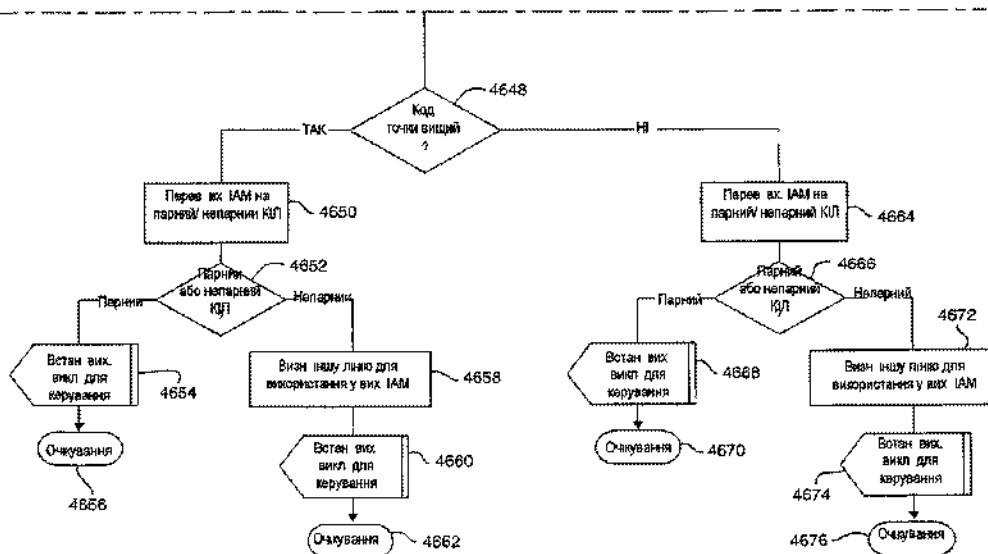 4648
Код
точки вищий
?
ТАК
НІ
Перев вх. ІАМ на
парний/ непарний КІЛ
4650
Перев вх. ІАМ на
парний/ непарний КІЛ
4664
4652
Парний
або непарний
КІЛ
Парний
Непарний
4666
Парний
або непарний
КІЛ
Парний
Непарний
4672
Встан вих.
викл для
керування
4654
Визн іншу лінію для
використання у вих ІАМ
4658
Встан вих
викл для
керування
4668
Визн іншу лінію для
використання у вих ІАМ
Очікування
4656
Встан вих
викл для
керування
4660
Очікування
4670
Встан вих.
викл для
керування
4674
Очікування
4662
Очікування
4676